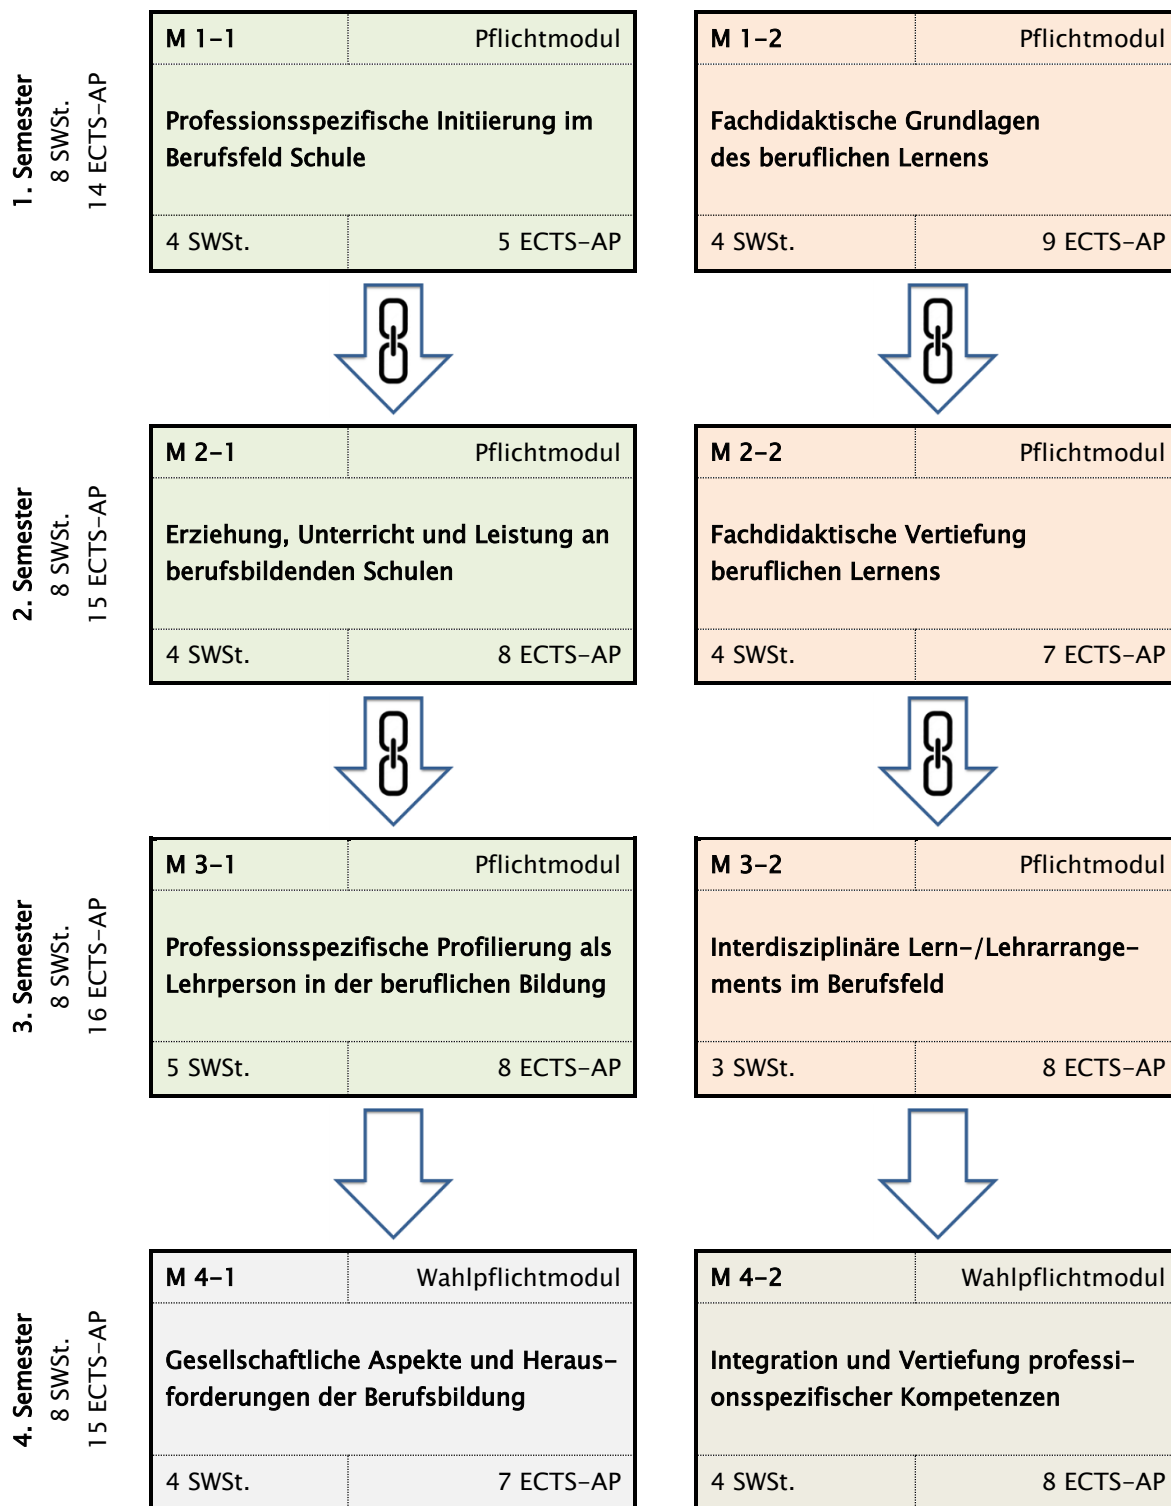 1. Semester
8 SWSt.
14 ECTS-AP
M 1-1 Pflichtmodul
Professionsspezifische Initiierung im
Berufsfeld Schule
4 SWSt. 5 ECTS-AP
M 1-2 Pflichtmodul
Fachdidaktische Grundlagen
des beruflichen Lernens
4 SWSt. 9 ECTS-AP
2. Semester
8 SWSt.
15 ECTS-AP
M 2-1 Pflichtmodul
Erziehung, Unterricht und Leistung an
berufsbildenden Schulen
4 SWSt. 8 ECTS-AP
M 2-2 Pflichtmodul
Fachdidaktische Vertiefung
beruflichen Lernens
4 SWSt. 7 ECTS-AP
3. Semester
8 SWSt.
16 ECTS-AP
M 3-1 Pflichtmodul
Professionsspezifische Profilierung als
Lehrperson in der beruflichen Bildung
5 SWSt. 8 ECTS-AP
M 3-2 Pflichtmodul
Interdisziplinäre Lern-/Lehrarrange-
ments im Berufsfeld
3 SWSt. 8 ECTS-AP
4. Semester
8 SWSt.
15 ECTS-AP
M 4-1 Wahlpflichtmodul
Gesellschaftliche Aspekte und Heraus-
forderungen der Berufsbildung
4 SWSt. 7 ECTS-AP
M 4-2 Wahlpflichtmodul
Integration und Vertiefung professi-
onsspezifischer Kompetenzen
4 SWSt. 8 ECTS-AP